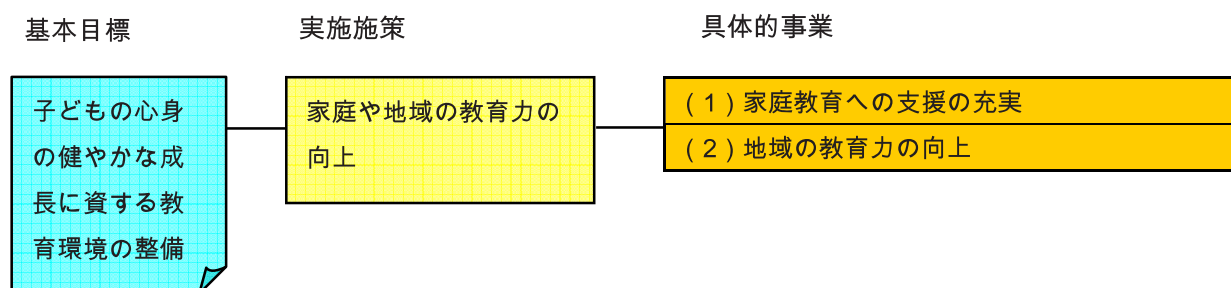 基本目標
実施施策
具体的事業
子どもの心身
の健やかな成
長に資する教
育環境の整備
家庭や地域の教育力の
向上
(1)家庭教育への支援の充実
(2)地域の教育力の向上